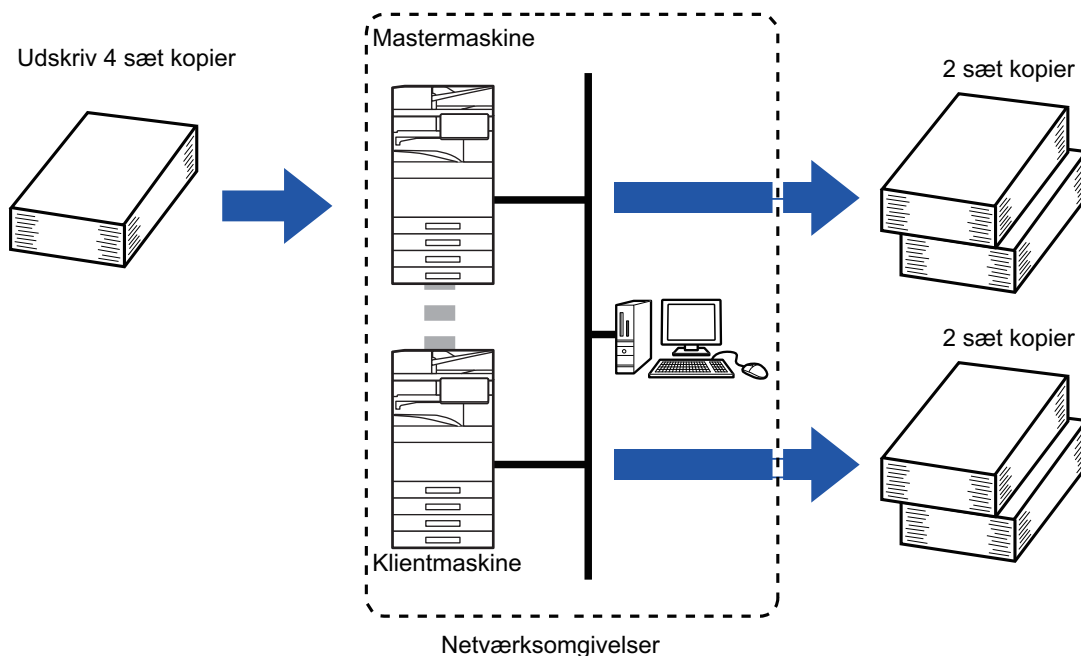 Mastermaskine
Udskriv 4 sæt kopier
2 sæt kopier
2 sæt kopier
Klientmaskine
Netværksomgivelser